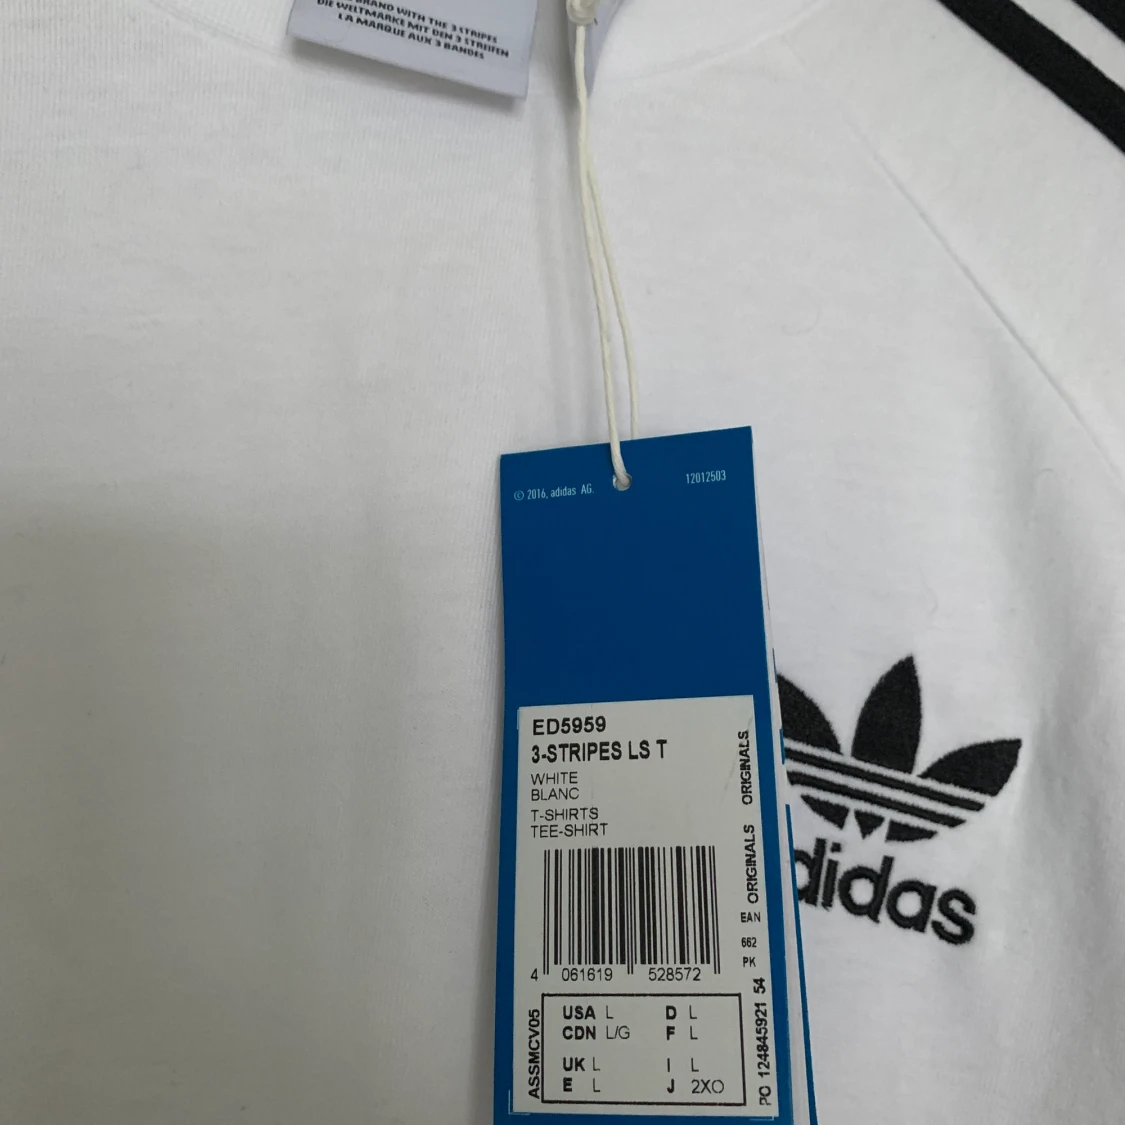 BRAND WITH THE 3 STRIPES
DIE WELTMARKE MIT DEN 3 STREIFEN
LA MARQUE AUX 3 BANDES
© 2016, adidas AG.
12012503
ED5959
3-STRIPES LS T
WHITE
BLANC
T-SHIRTS
TEE-SHIRT
ORIGINALS ORIGINALS
EAN
662
PK
4 061619 528572
ASSMCV05
USA L D L
CDN L/G F L
UK L I L
E L J 2XO
PO 124845921 54
adidas